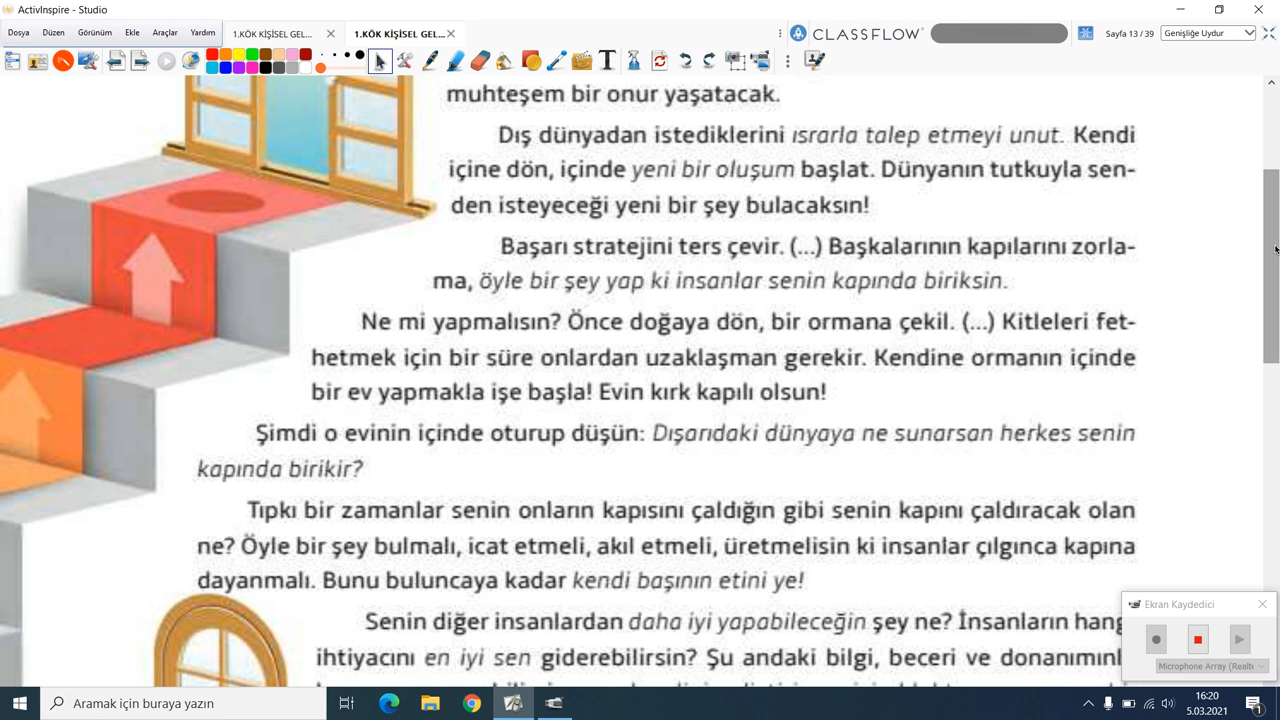 ActivInspire - Studio
Dosya Düzen Görünüm Ekle Araçlar Yardım
1.KÖK KİŞİSEL GEL...
1.KÖK KİŞİSEL GEL...
CLASSFLOW
Sayfa 13 / 39
Genişliğe Uydur
muhteşem bir onur yaşatacak.
Dış dünyadan istediklerini ısrarla talep etmeyi unut. Kendi
içine dön, içinde yeni bir oluşum başlat. Dünyanın tutkuyla sen-
den isteyeceği yeni bir şey bulacaksın!
Başarı stratejini ters çevir. (...) Başkalarının kapılarını zorla-
ma, öyle bir şey yap ki insanlar senin kapında biriksin.
Ne mi yapmalısın? Önce doğaya dön, bir ormana çekil. (...) Kitleleri fet-
hetmek için bir süre onlardan uzaklaşman gerekir. Kendine ormanın içinde
bir ev yapmakla işe başla! Evin kırk kapılı olsun!
Şimdi o evinin içinde oturup düşün: Dışarıdaki dünyaya ne sunarsan herkes senin
kapında birikir?
Tıpkı bir zamanlar senin onların kapısını çaldığın gibi senin kapını çaldıracak olan
ne? Öyle bir şey bulmalı, icat etmeli, akıl etmeli, üretmelisin ki insanlar çılgınca kapına
dayanmalı. Bunu buluncaya kadar kendi başının etini ye!
Senin diğer insanlardan daha iyi yapabileceğin şey ne? İnsanların hang
ihtiyacını en iyi sen giderebilirsin? Şu andaki bilgi, beceri ve donanımınl
Ekran Kaydedici
Microphone Array (Realte
Aramak için buraya yazın
16:20
5.03.2021
1